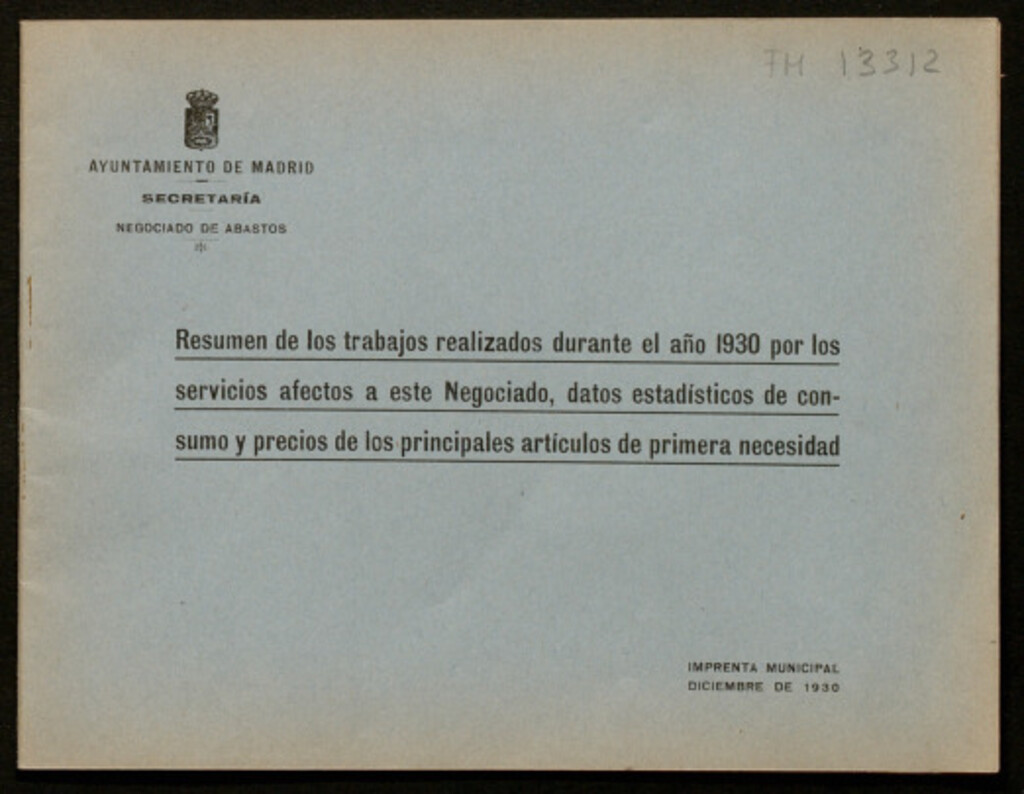 FM 13312
AYUNTAMIENTO DE MADRID
SECRETARÍA
NEGOCIADO DE ABASTOS
Resumen de los trabajos realizados durante el año 1930 por los
servicios afectos a este Negociado, datos estadísticos de con-
sumo y precios de los principales artículos de primera necesidad
IMPRENTA MUNICIPAL
DICIEMBRE DE 1930